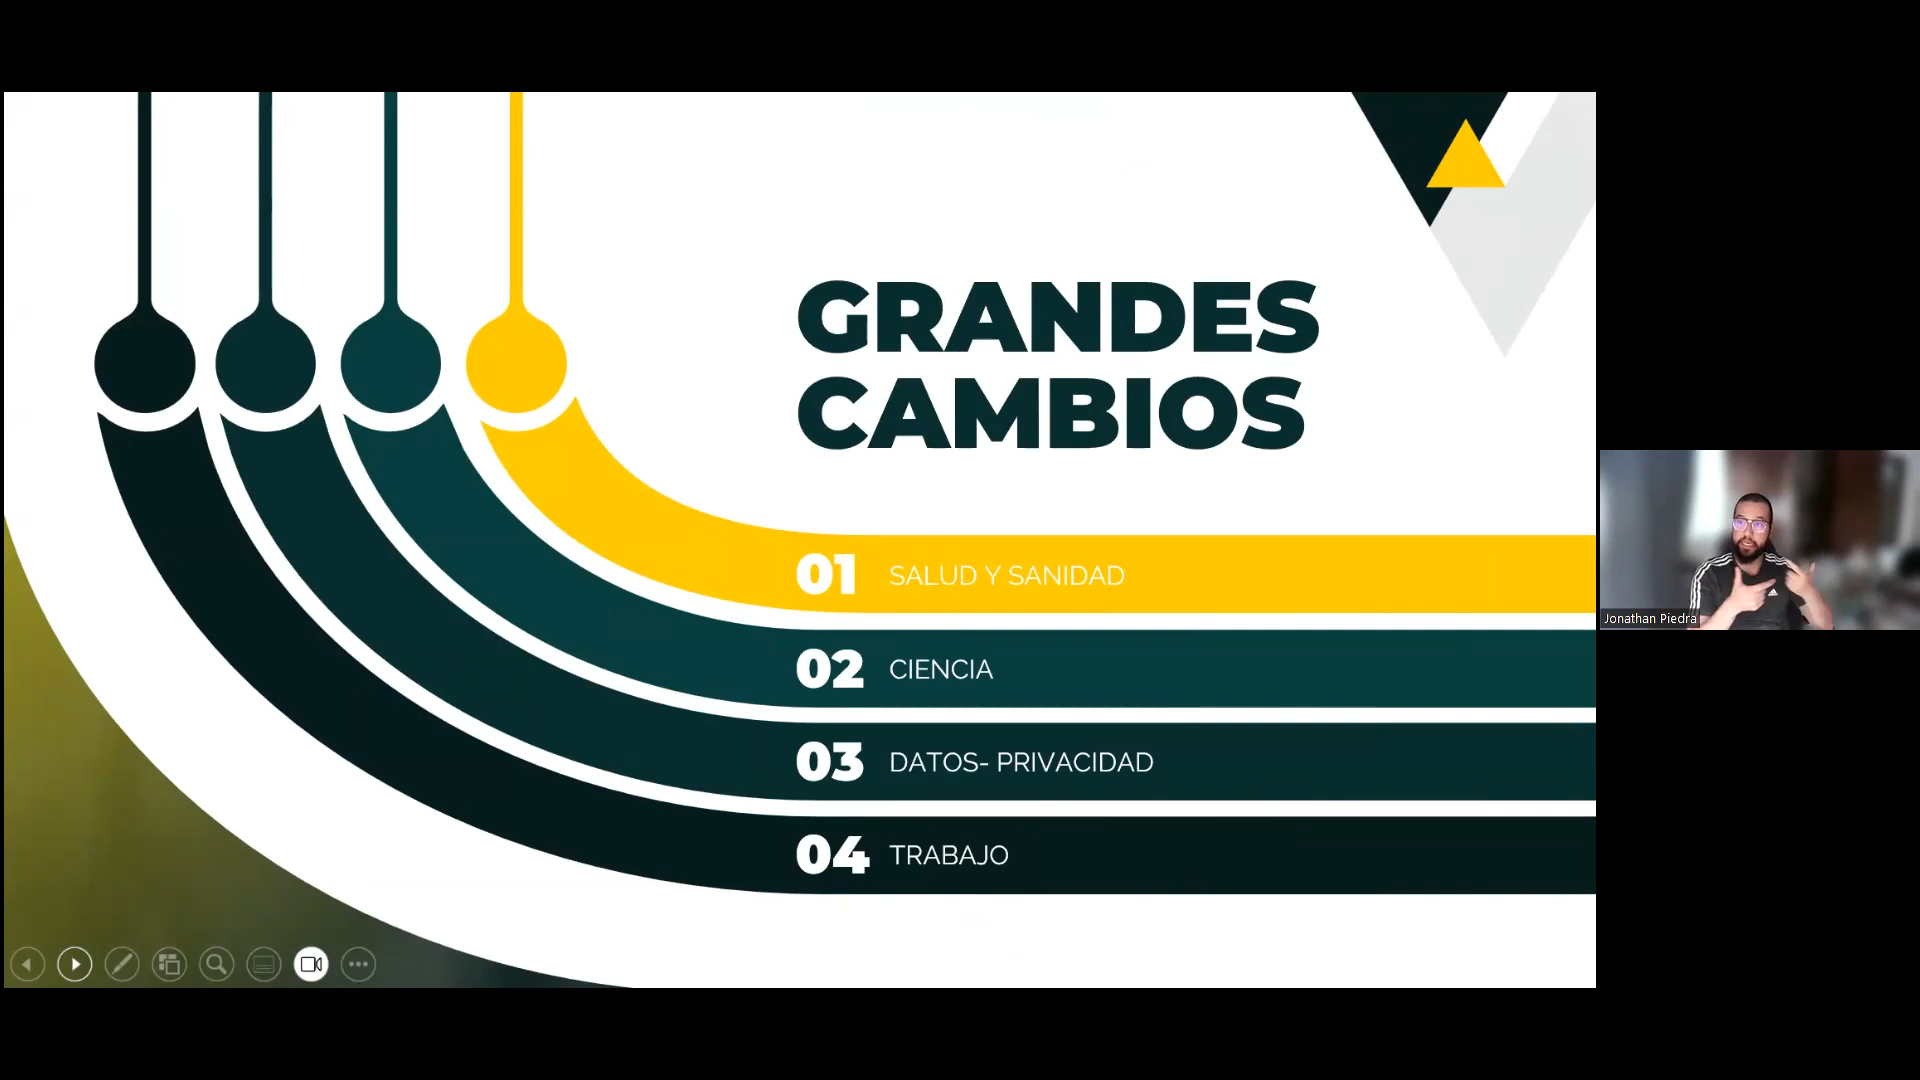 GRANDES
CAMBIOS
01 SALUD Y SANIDAD
02 CIENCIA
03 DATOS- PRIVACIDAD
04 TRABAJO
Jonathan Piedra